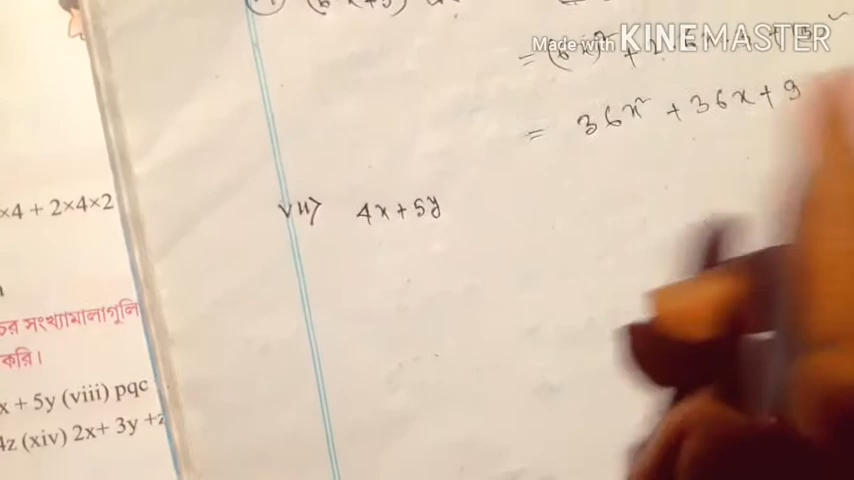 Made with KINEMASTER
= 36x² + 36x + 9
vii) 4x + 5y
×4 + 2×4×2
সংখ্যামালাগুলি
করি।
x + 5y (viii) pqc
4z (xiv) 2x+ 3y +z